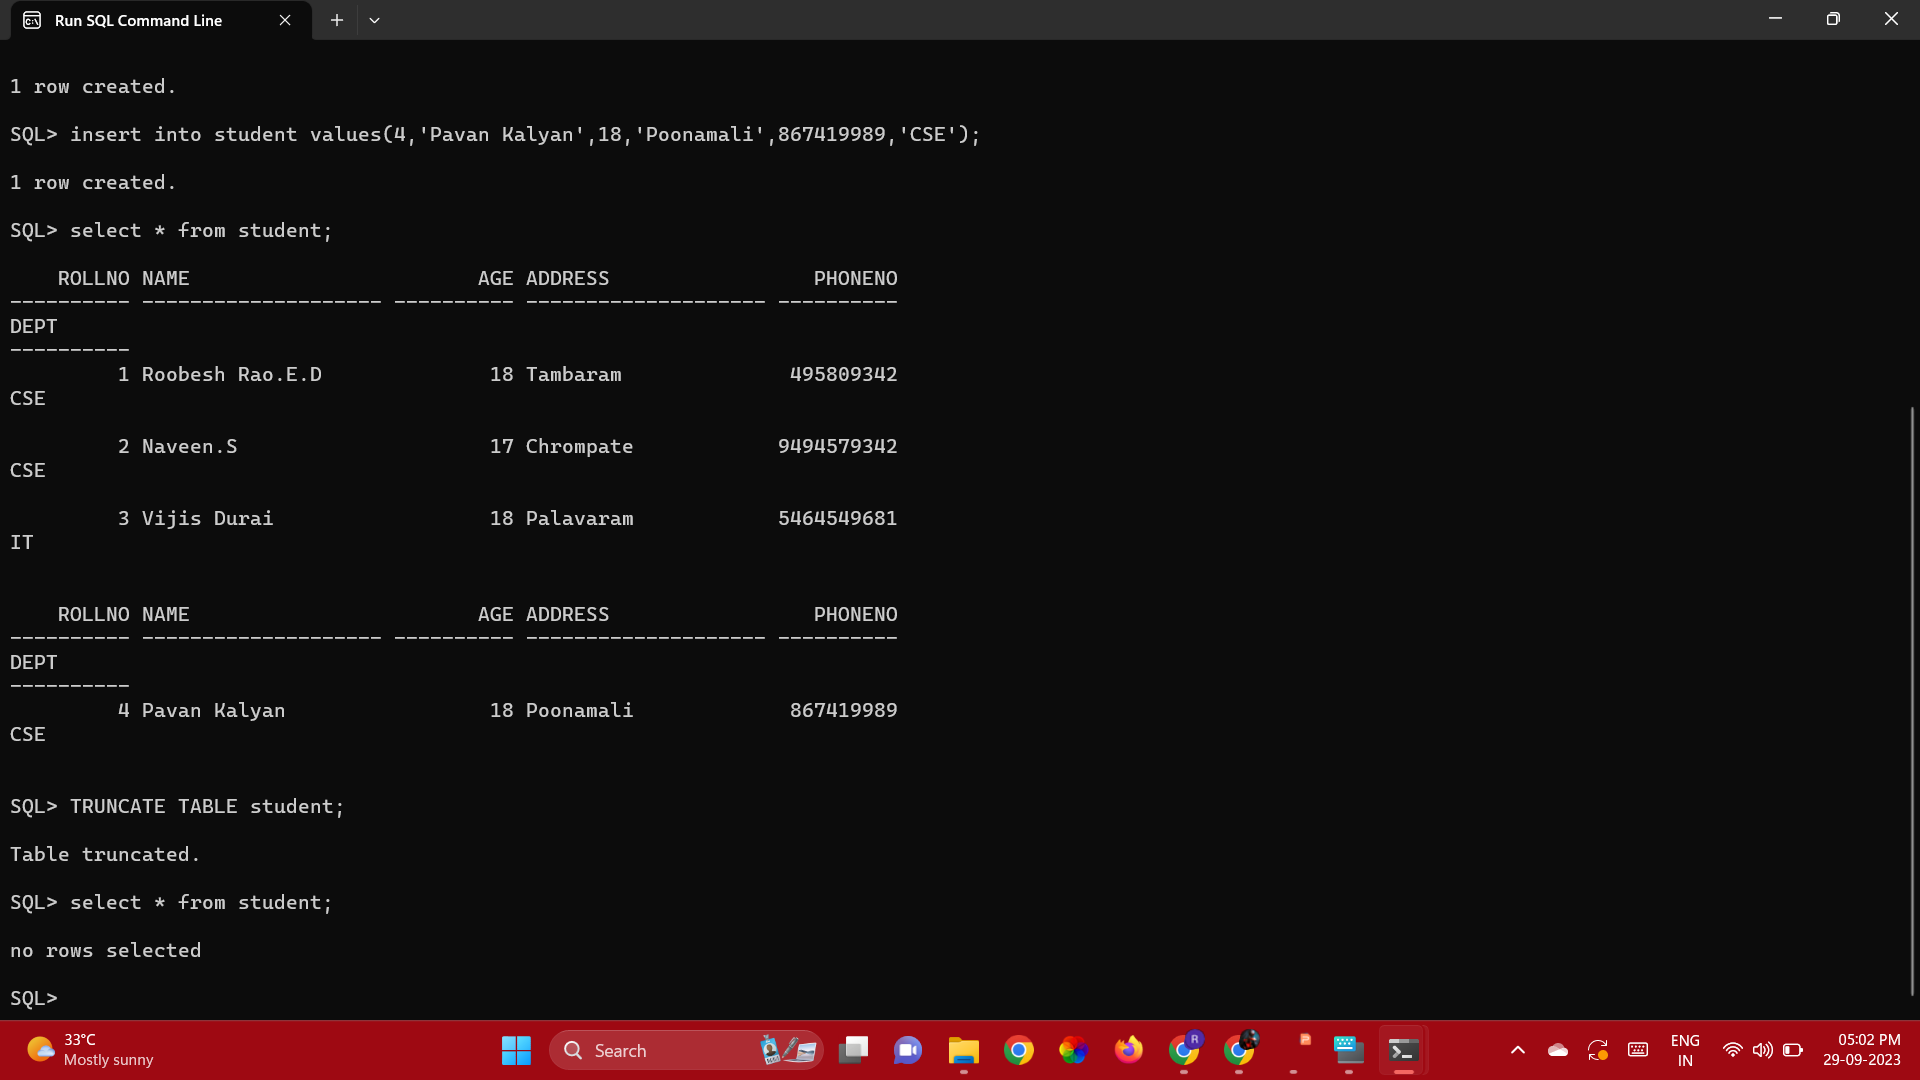 Run SQL Command Line
1 row created.
SQL> insert into student values(4,'Pavan Kalyan',18,'Poonamali',867419989,'CSE');
1 row created.
SQL> select * from student;
    ROLLNO NAME                        AGE ADDRESS                 PHONENO
---------- -------------------- ---------- -------------------- ----------
DEPT
----------
         1 Roobesh Rao.E.D              18 Tambaram              495809342
CSE
         2 Naveen.S                     17 Chrompate            9494579342
CSE
         3 Vijis Durai                  18 Palavaram            5464549681
IT
    ROLLNO NAME                        AGE ADDRESS                 PHONENO
---------- -------------------- ---------- -------------------- ----------
DEPT
----------
         4 Pavan Kalyan                 18 Poonamali             867419989
CSE
SQL> TRUNCATE TABLE student;
Table truncated.
SQL> select * from student;
no rows selected
SQL>
33°C
Mostly sunny
Search
R
ENG
IN
05:02 PM
29-09-2023